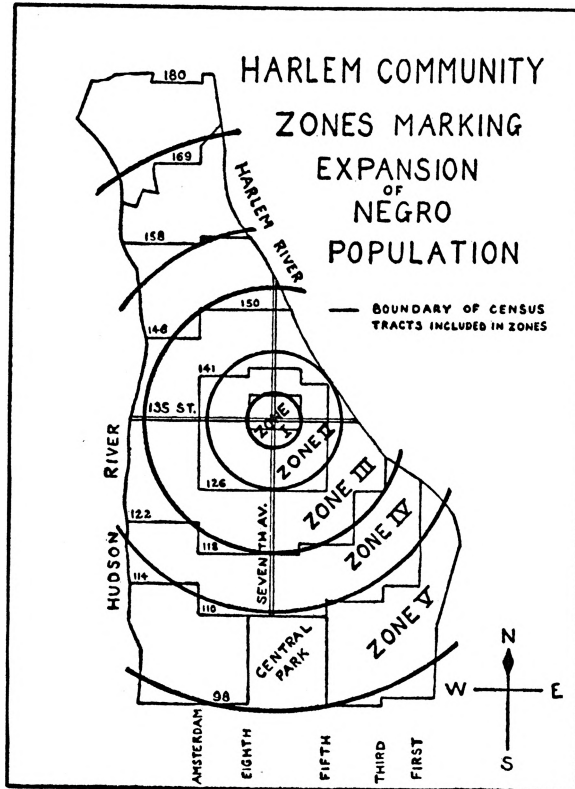 HARLEM COMMUNITY
ZONES MARKING
EXPANSION
OF
NEGRO
POPULATION
BOUNDARY OF CENSUS
TRACTS INCLUDED IN ZONES
180
169
HARLEM RIVER
158
150
146
141
135 ST.
ZONE I
ZONE II
126
ZONE III
HUDSON RIVER
SEVENTH AV.
122
118
ZONE IV
114
110
ZONE V
CENTRAL
PARK
98
AMSTERDAM
EIGHTH
FIFTH
THIRD
FIRST
N
W
E
S